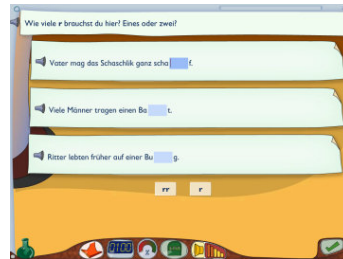 Wie viele r brauchst du hier? Eines oder zwei?
Vater mag das Schaschlik ganz scha f.
Viele Männer tragen einen Ba t.
Ritter lebten früher auf einer Bu g.
rr r
0100